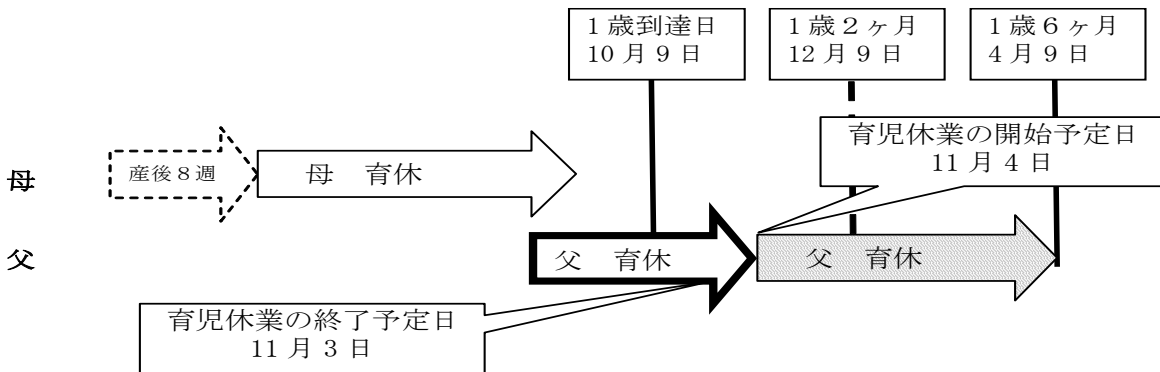 １歳到達日
10月９日
１歳２ヶ月
12月９日
１歳６ヶ月
４月９日
育児休業の開始予定日
11月４日
母
産後８週
母　育休
父
父　育休
父　育休
育児休業の終了予定日
11月３日